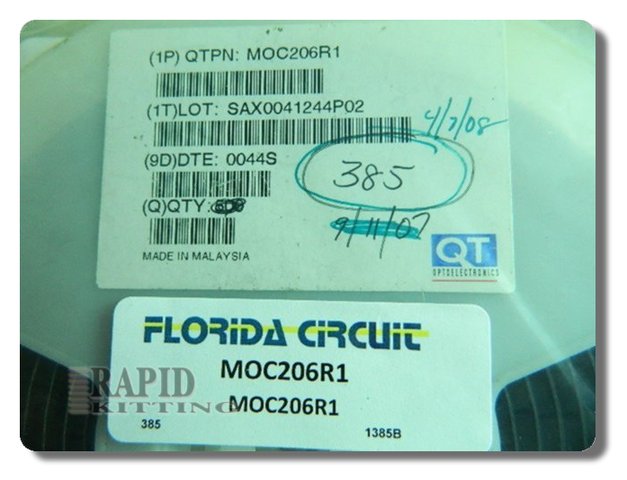 (1P) QTPN: MOC206R1
(1T)LOT: SAX0041244P02
4/7/08
(9D)DTE: 0044S
385
(Q)QTY:
9/11/07
MADE IN MALAYSIA
QT
OPTOELECTRONICS
FLORIDA CIRCUIT
MOC206R1
RAPID
KITTING
MOC206R1
385
1385B